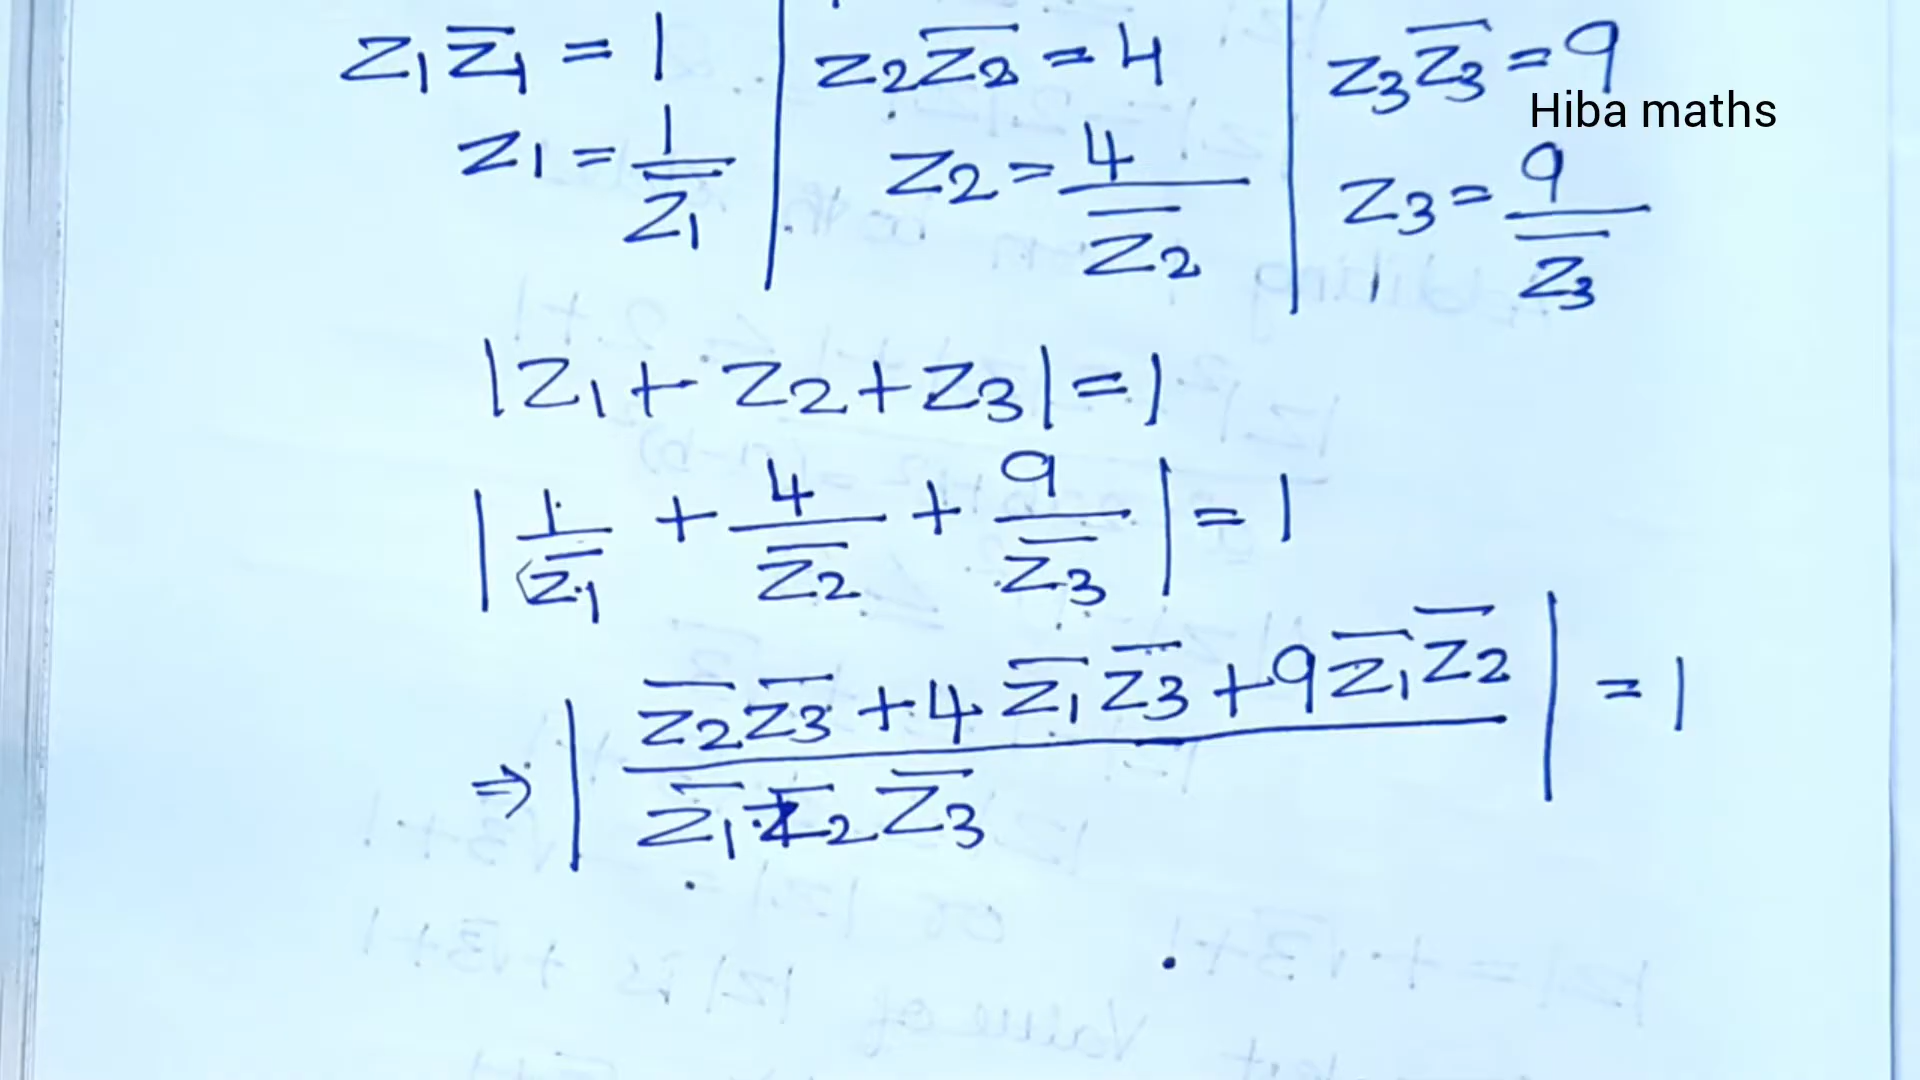 z₁z̅₁ = 1 | z₂z̅₂ = 4 | z₃z̅₃ = 9
Hiba maths
z₁ = 1/z̅₁ | z₂ = 4/z̅₂ | z₃ = 9/z̅₃
|z₁ + z₂ + z₃| = 1
|1/z̅₁ + 4/z̅₂ + 9/z̅₃| = 1
⇒ |(z̅₂z̅₃ + 4z̅₁z̅₃ + 9z̅₁z̅₂)/(z̅₁z̅₂z̅₃)| = 1